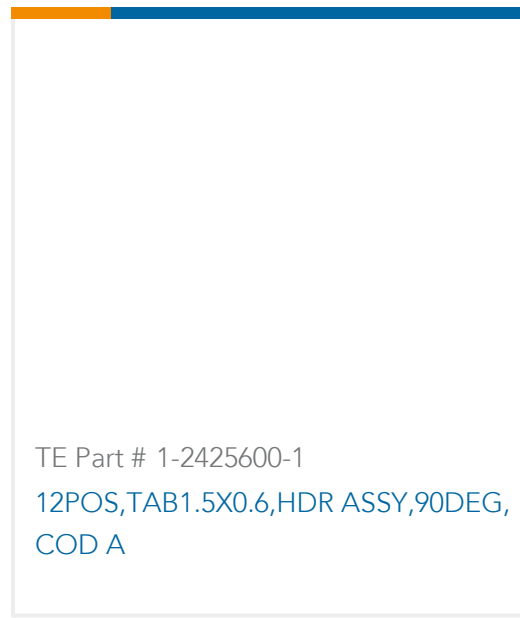 TE Part # 1-2425600-1
12POS,TAB1.5X0.6,HDR ASSY,90DEG,
COD A